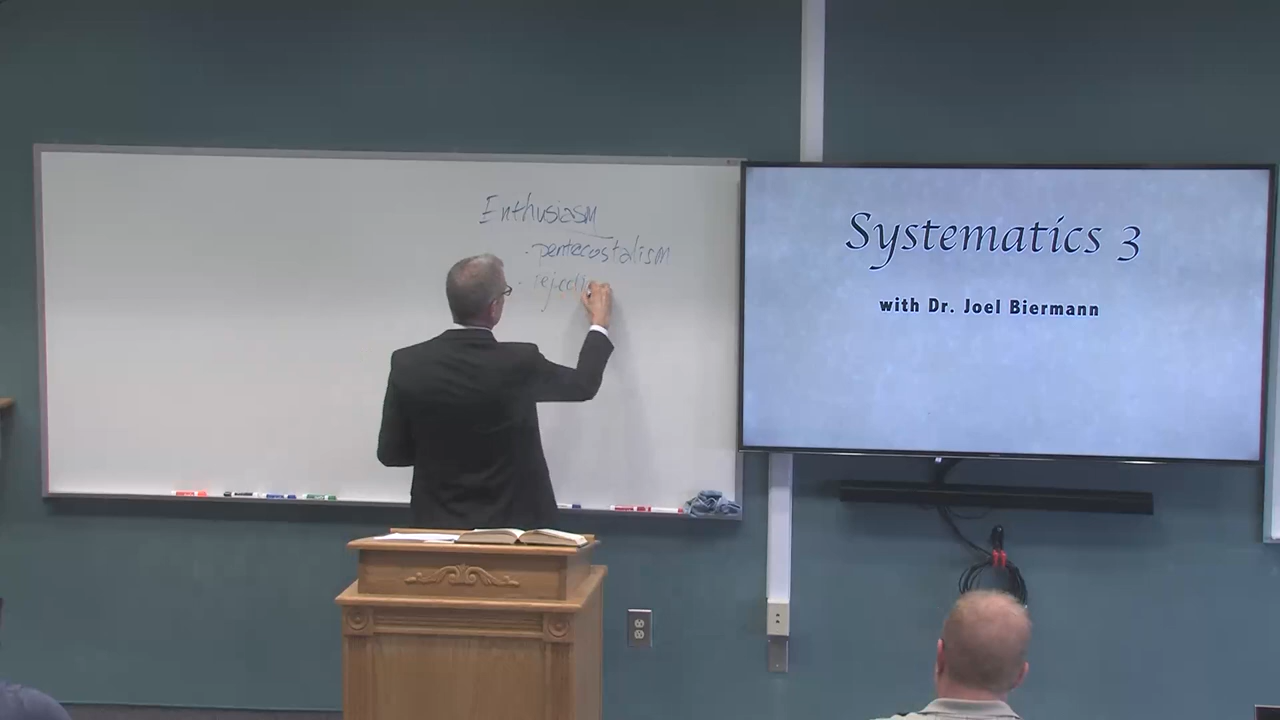 Enthusiasm
· pentecostalism
Systematics 3
with Dr. Joel Biermann